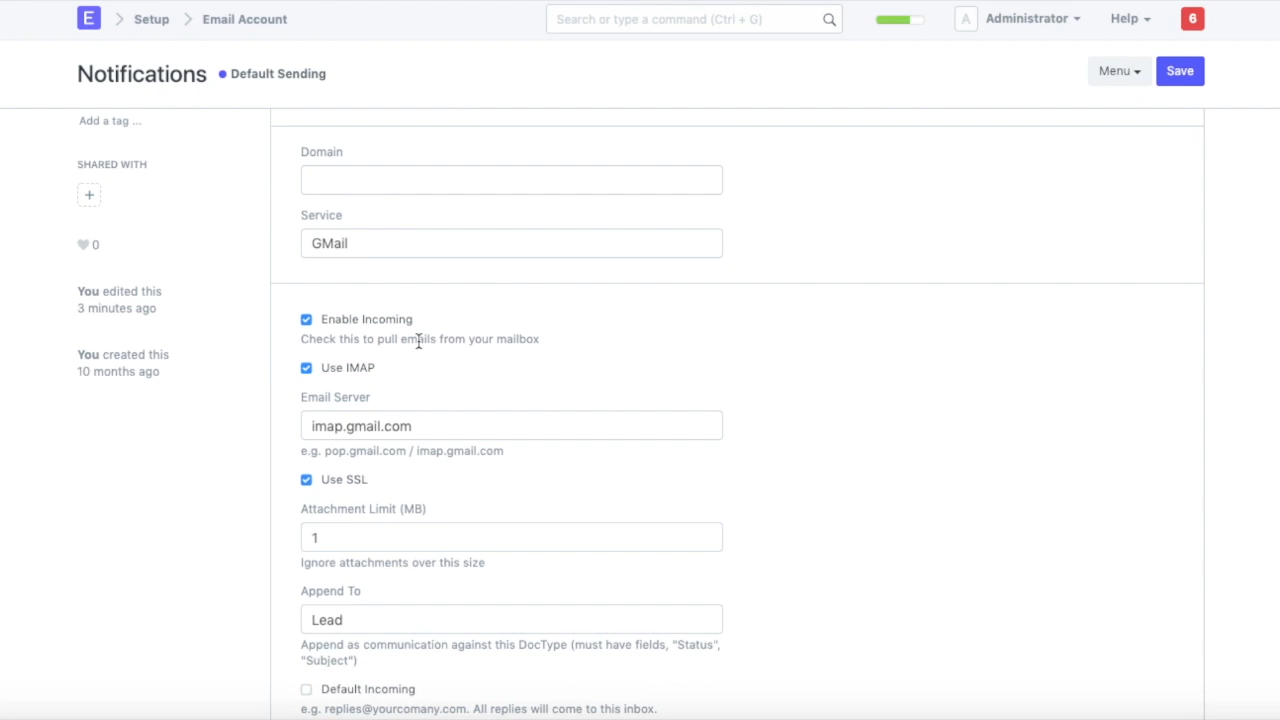 E Setup Email Account Search or type a command (Ctrl + G) A Administrator Help 6
Notifications Default Sending Menu Save
Add a tag ...
SHARED WITH
+
0
You edited this
3 minutes ago
You created this
10 months ago
Domain
Service
GMail
Enable Incoming
Check this to pull emails from your mailbox
Use IMAP
Email Server
imap.gmail.com
e.g. pop.gmail.com / imap.gmail.com
Use SSL
Attachment Limit (MB)
1
Ignore attachments over this size
Append To
Lead
Append as communication against this DocType (must have fields, "Status",
"Subject")
Default Incoming
e.g. replies@yourcomany.com. All replies will come to this inbox.